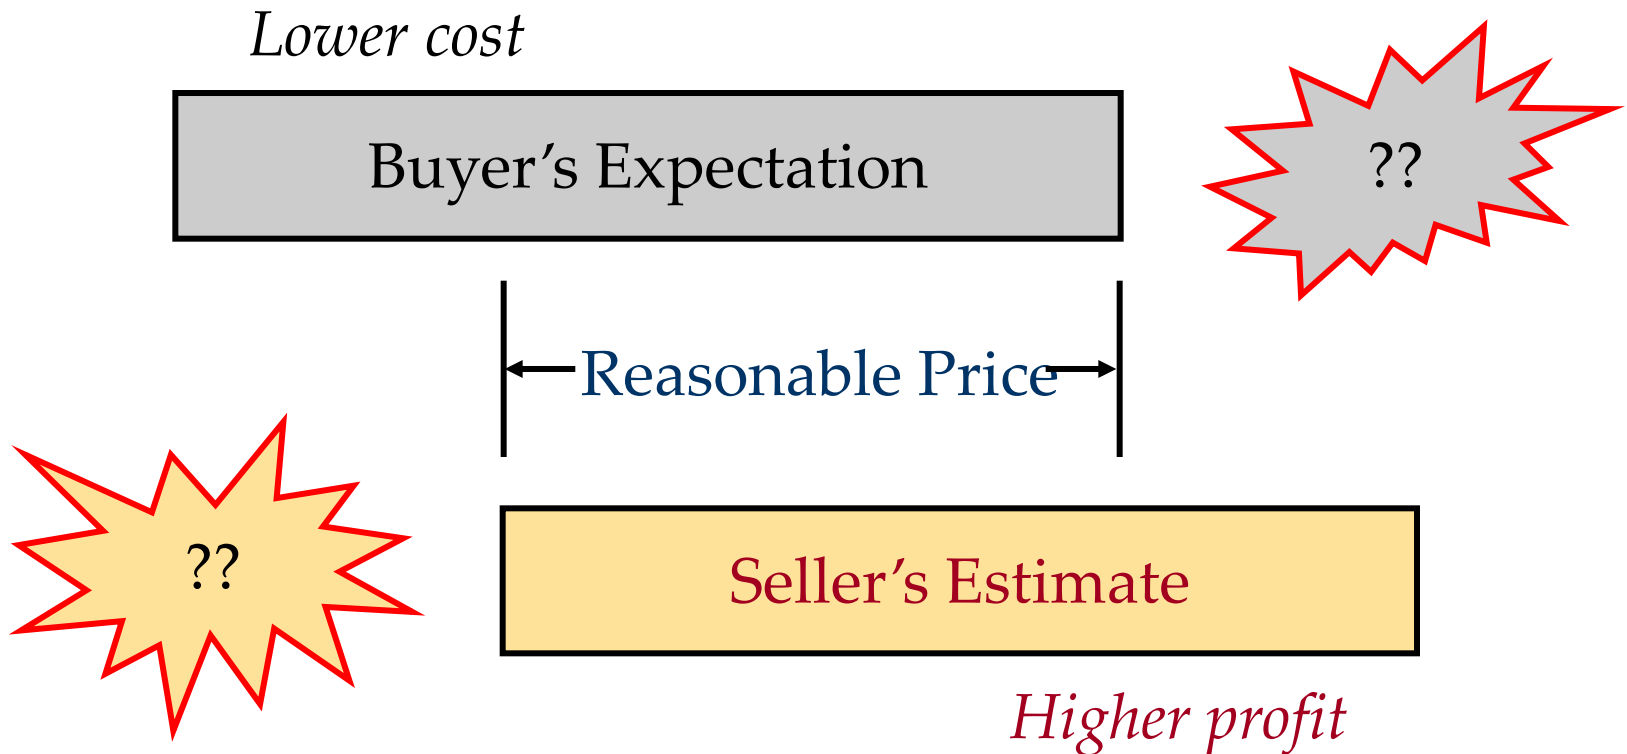 Lower cost
Buyer’s Expectation
??
Reasonable Price
??
Seller’s Estimate
Higher profit